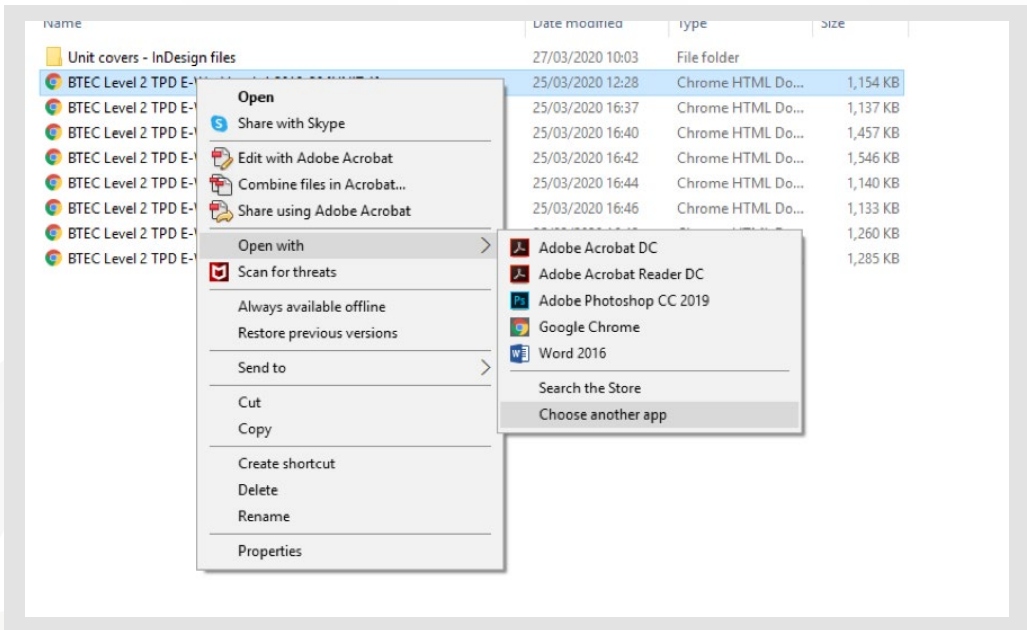 Name Date modified Type Size
Unit covers - InDesign files 27/03/2020 10:03 File folder
BTEC Level 2 TPD E- 25/03/2020 12:28 Chrome HTML Do... 1,154 KB
BTEC Level 2 TPD E- 25/03/2020 16:37 Chrome HTML Do... 1,137 KB
BTEC Level 2 TPD E- 25/03/2020 16:40 Chrome HTML Do... 1,457 KB
BTEC Level 2 TPD E- 25/03/2020 16:42 Chrome HTML Do... 1,546 KB
BTEC Level 2 TPD E- 25/03/2020 16:44 Chrome HTML Do... 1,140 KB
BTEC Level 2 TPD E- 25/03/2020 16:46 Chrome HTML Do... 1,133 KB
BTEC Level 2 TPD E- 1,260 KB
BTEC Level 2 TPD E- 1,285 KB
Open
Share with Skype
Edit with Adobe Acrobat
Combine files in Acrobat...
Share using Adobe Acrobat
Open with
Scan for threats
Always available offline
Restore previous versions
Send to
Cut
Copy
Create shortcut
Delete
Rename
Properties
Adobe Acrobat DC
Adobe Acrobat Reader DC
Adobe Photoshop CC 2019
Google Chrome
Word 2016
Search the Store
Choose another app